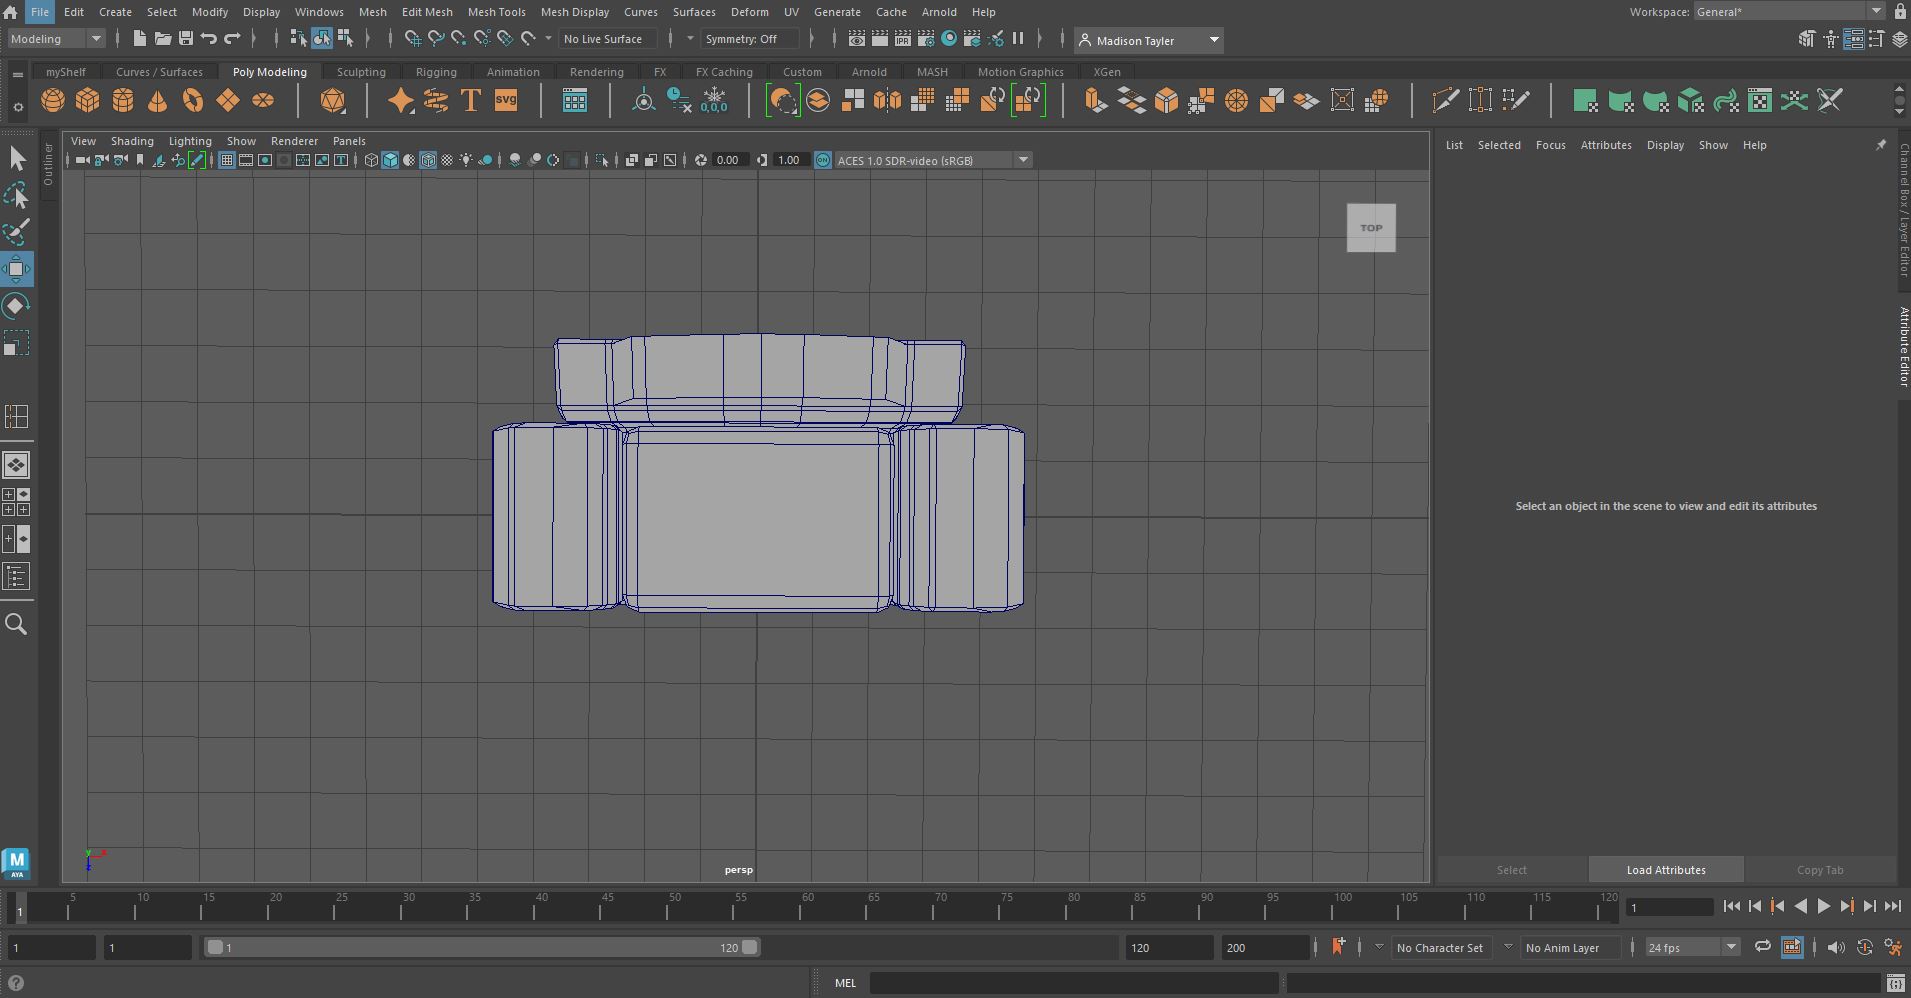 File Edit Create Select Modify Display Windows Mesh Edit Mesh Mesh Tools Mesh Display Curves Surfaces Deform UV Generate Cache Arnold Help Workspace: General*
Modeling No Live Surface Symmetry: Off IPR Madison Tayler
myShelf Curves / Surfaces Poly Modeling Sculpting Rigging Animation Rendering FX FX Caching Custom Arnold MASH Motion Graphics XGen
T SVG 0,0,0
View Shading Lighting Show Renderer Panels
0.00 1.00 ON ACES 1.0 SDR-video (sRGB)
Outliner
TOP
persp
y x z
List Selected Focus Attributes Display Show Help
Select an object in the scene to view and edit its attributes
Select Load Attributes Copy Tab
Channel Box / Layer Editor
Attribute Editor
M
AYA
1 5 10 15 20 25 30 35 40 45 50 55 60 65 70 75 80 85 90 95 100 105 110 115 120 1
1 1 1 120 120 200 No Character Set No Anim Layer 24 fps
MEL